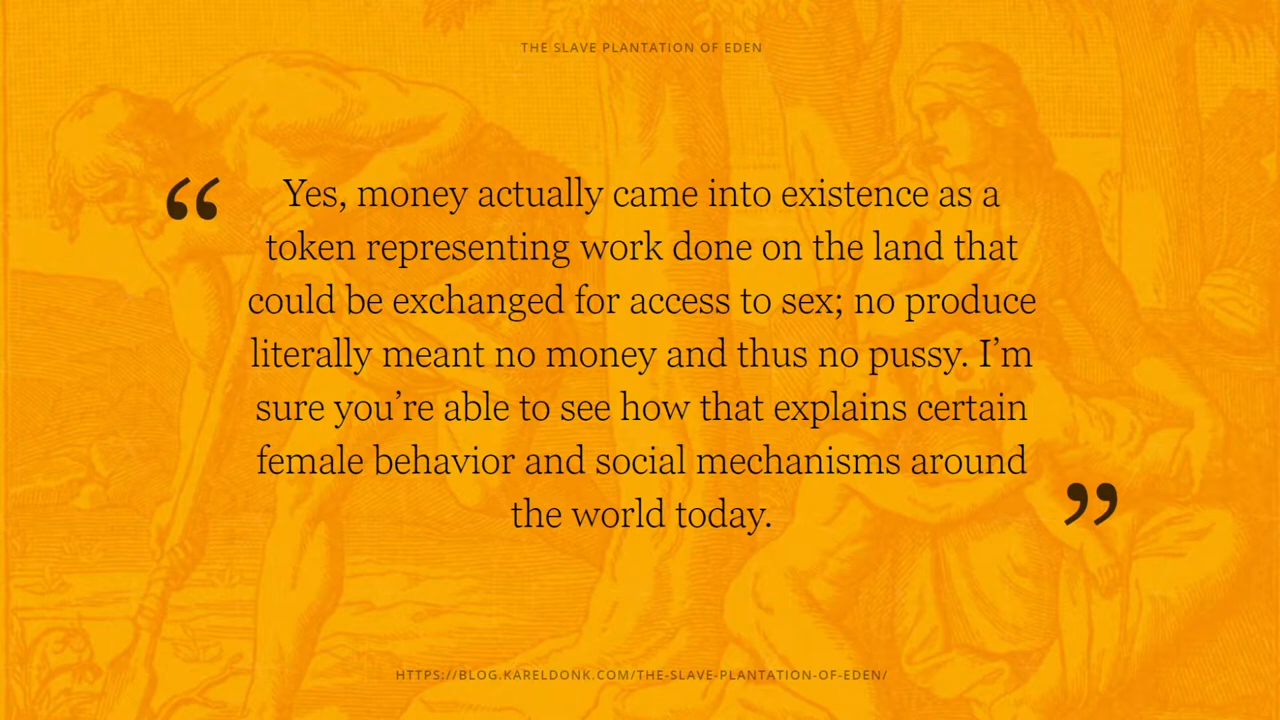 THE SLAVE PLANTATION OF EDEN
“ Yes, money actually came into existence as a
token representing work done on the land that
could be exchanged for access to sex; no produce
literally meant no money and thus no pussy. I’m
sure you’re able to see how that explains certain
female behavior and social mechanisms around
the world today. ”
HTTPS://BLOG.KARELDONK.COM/THE-SLAVE-PLANTATION-OF-EDEN/